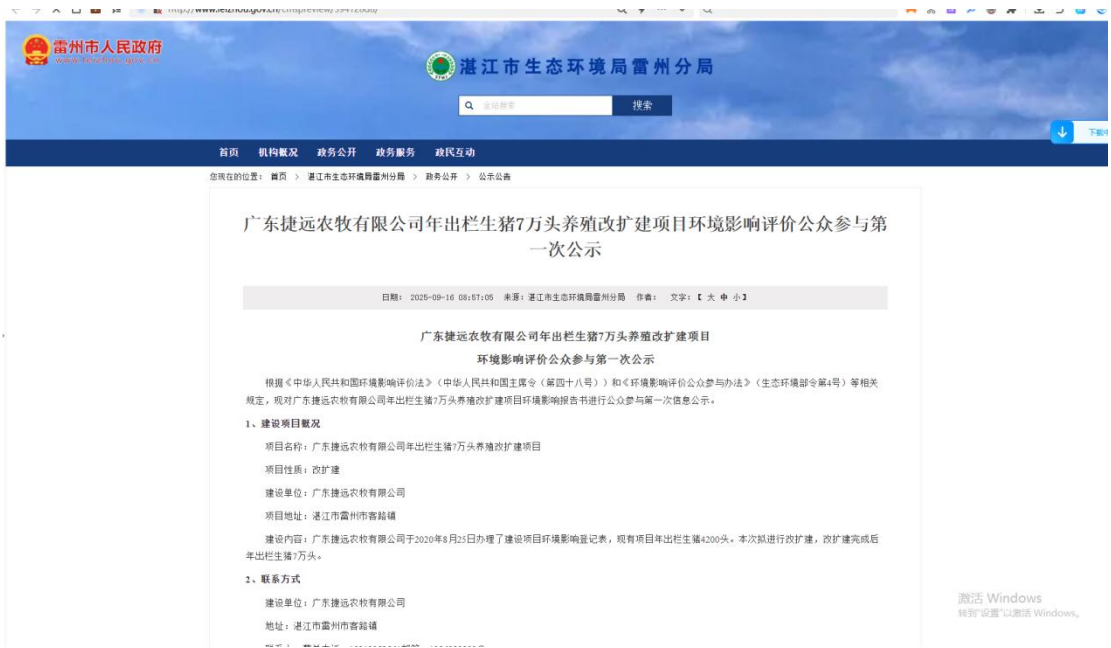 雷州市人民政府
www.leizhou.gov.cn
湛江市生态环境局雷州分局
全站搜索
搜索
下载中
首页 机构概况 政务公开 政务服务 政民互动
您现在的位置： 首页 > 湛江市生态环境局雷州分局 > 政务公开 > 公示公告
广东捷远农牧有限公司年出栏生猪7万头养殖改扩建项目环境影响评价公众参与第
一次公示
日期： 2025-09-16 08:57:05 来源：湛江市生态环境局雷州分局 作者： 文字：【 大 中 小】
广东捷远农牧有限公司年出栏生猪7万头养殖改扩建项目
环境影响评价公众参与第一次公示
根据《中华人民共和国环境影响评价法》（中华人民共和国主席令（第四十八号））和《环境影响评价公众参与办法》（生态环境部令第4号）等相关
规定，现对广东捷远农牧有限公司年出栏生猪7万头养殖改扩建项目环境影响报告书进行公众参与第一次信息公示。
1、建设项目概况
项目名称：广东捷远农牧有限公司年出栏生猪7万头养殖改扩建项目
项目性质：改扩建
建设单位：广东捷远农牧有限公司
项目地址：湛江市雷州市客路镇
建设内容：广东捷远农牧有限公司于2020年8月25日办理了建设项目环境影响登记表，现有项目年出栏生猪4200头。本次拟进行改扩建，改扩建完成后
年出栏生猪7万头。
2、联系方式
建设单位：广东捷远农牧有限公司
地址：湛江市雷州市客路镇
激活 Windows
转到"设置"以激活 Windows。